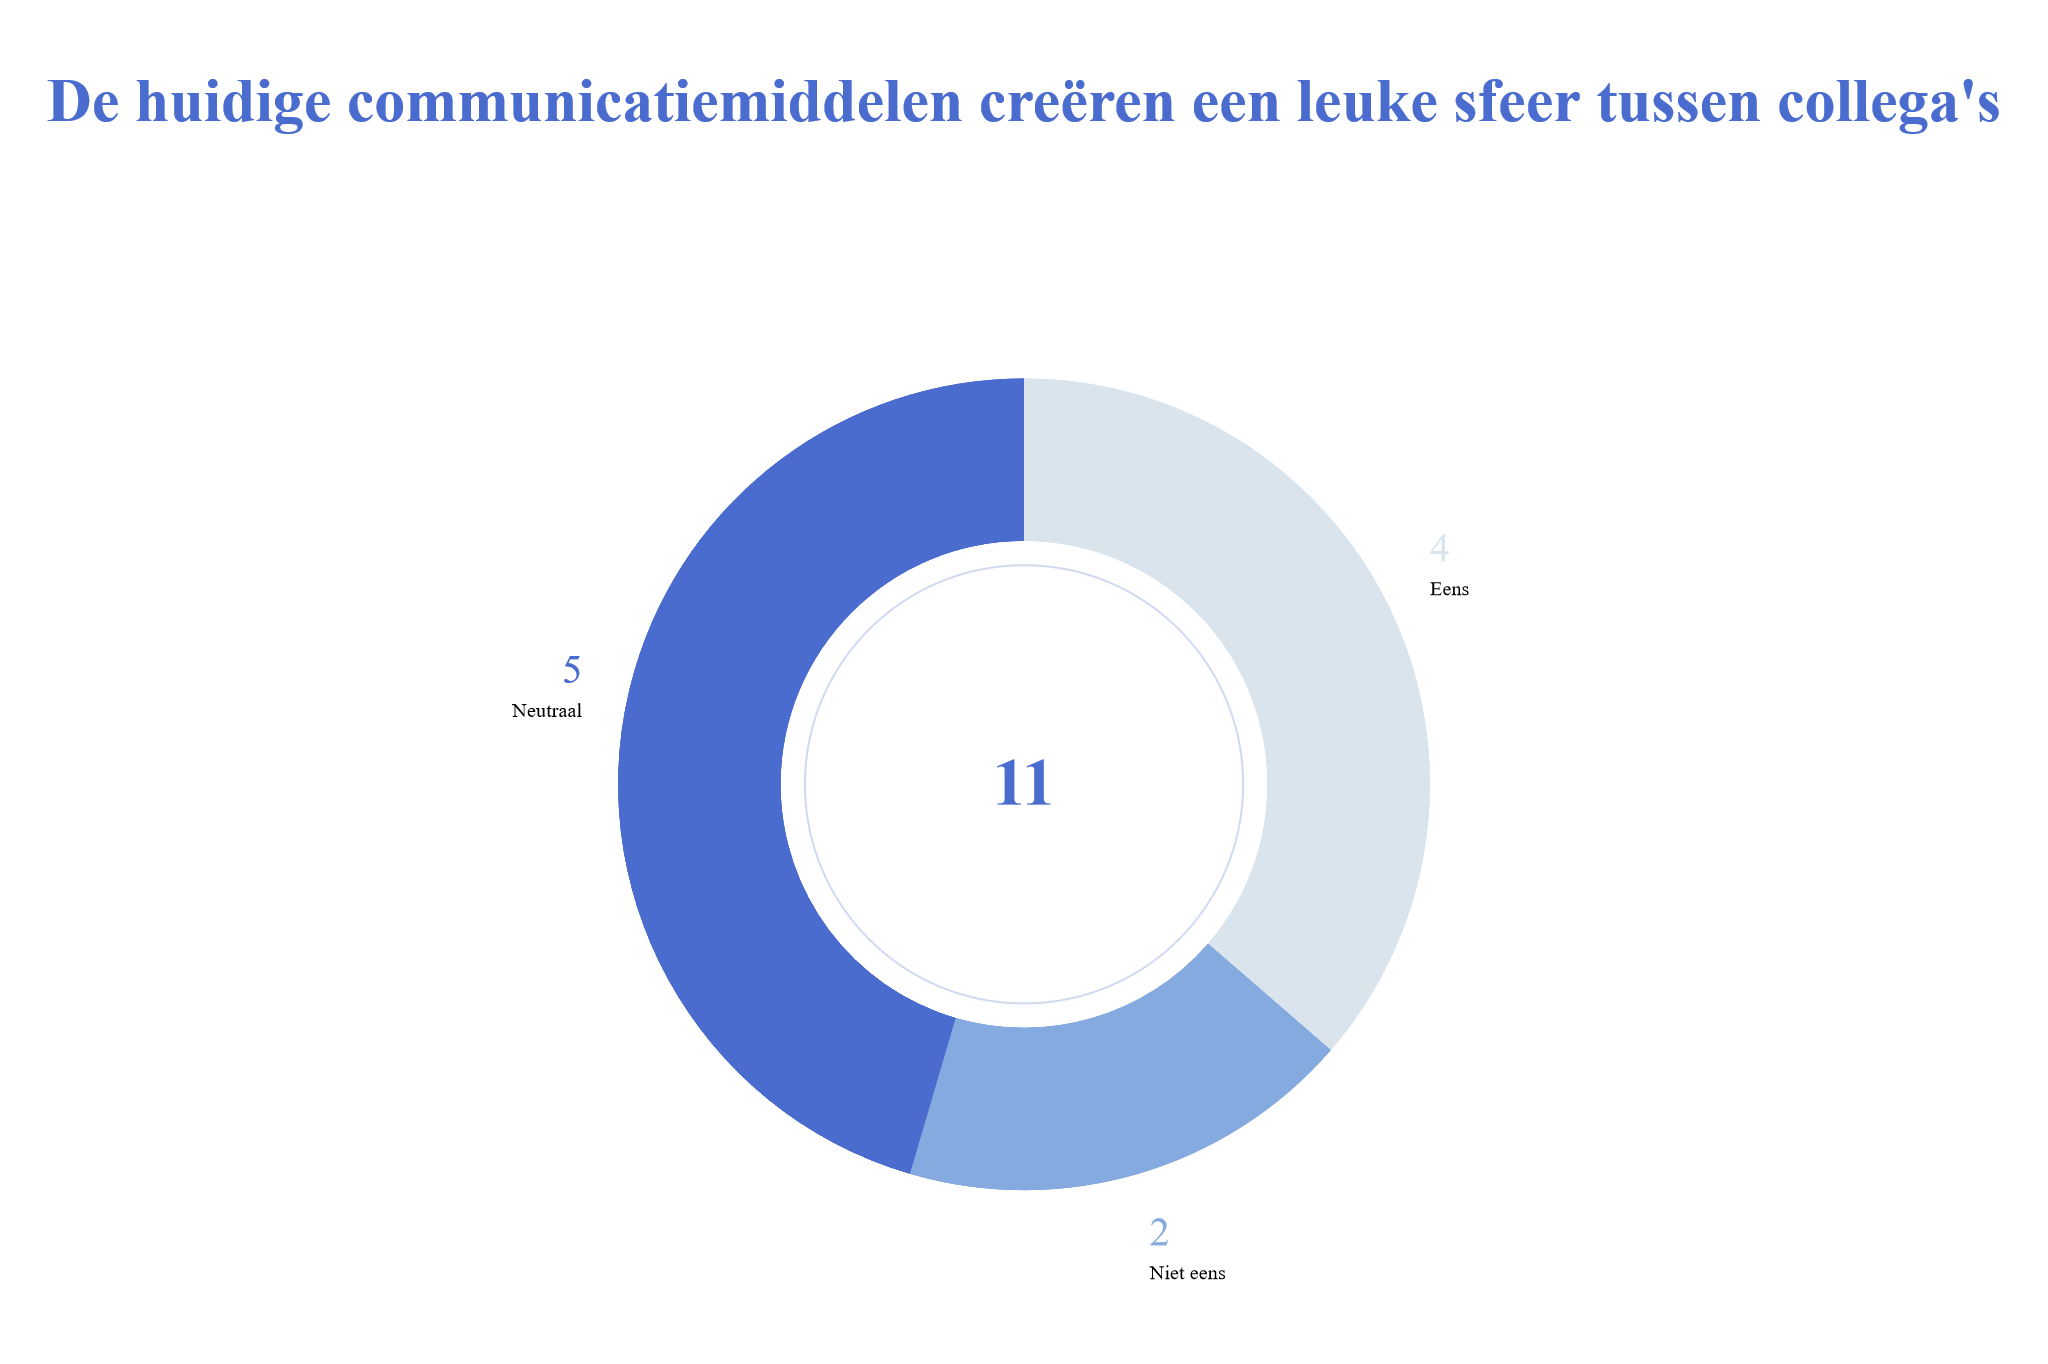 De huidige communicatiemiddelen creëren een leuke sfeer tussen collega's
4
Eens
5
Neutraal
11
2
Niet eens